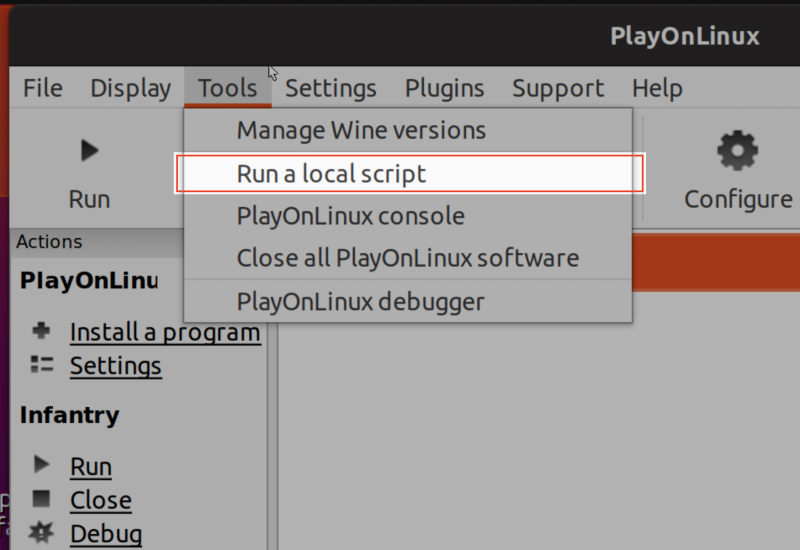 PlayOnLinux
File Display Tools Settings Plugins Support Help
Manage Wine versions
Run a local script
PlayOnLinux console
Close all PlayOnLinux software
PlayOnLinux debugger
Run
Configure
Actions
PlayOnLinu
Install a program
Settings
Infantry
Run
Close
Debug